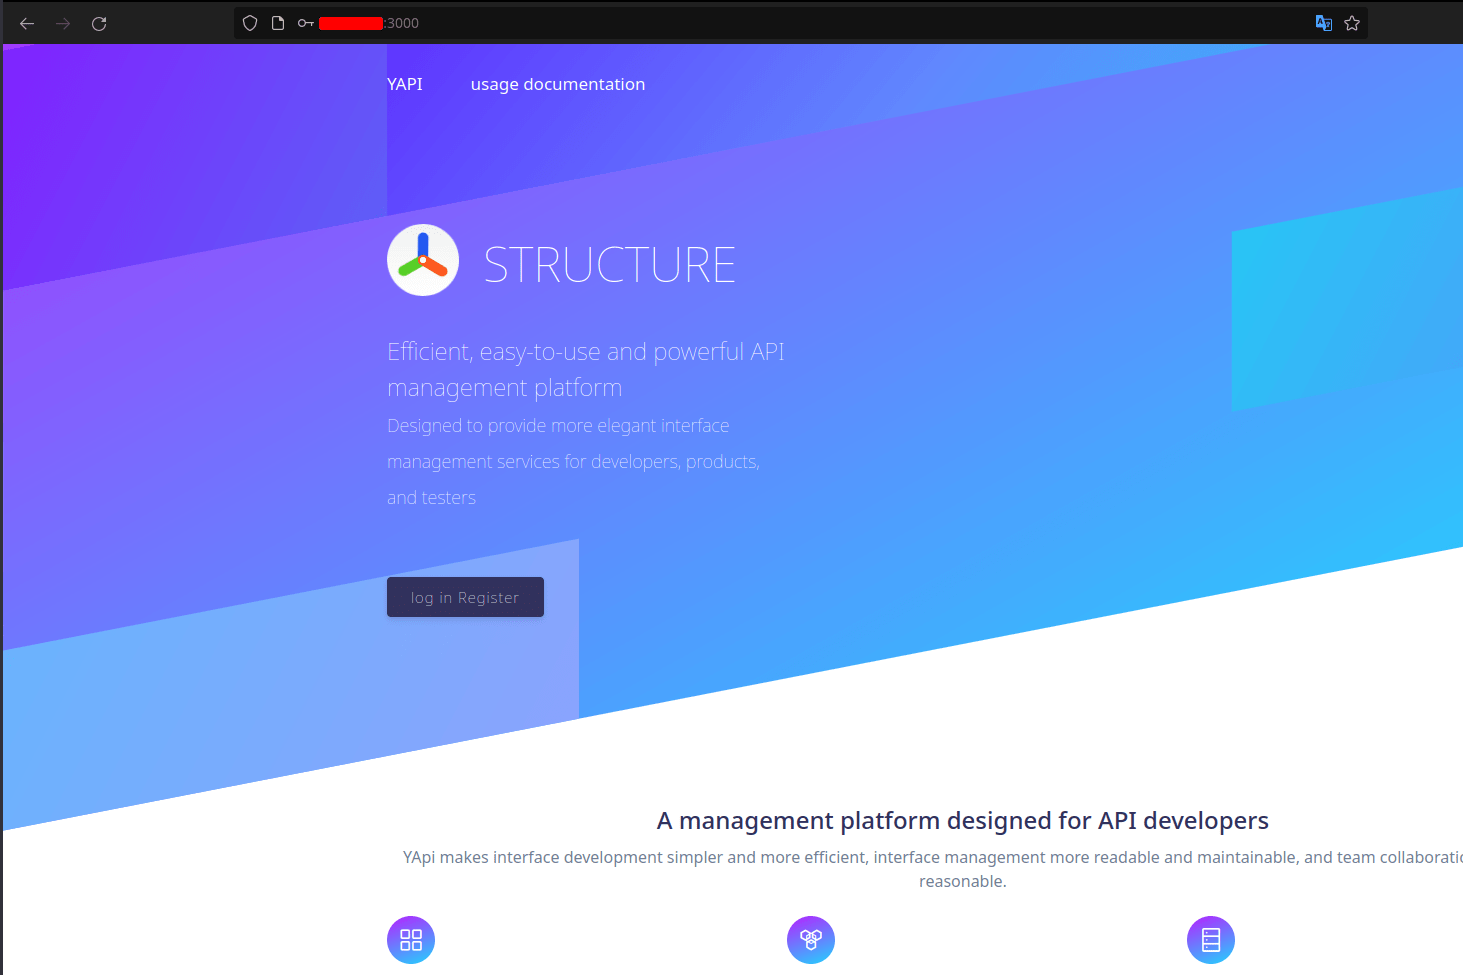 :3000
YAPI usage documentation
STRUCTURE
Efficient, easy-to-use and powerful API
management platform
Designed to provide more elegant interface
management services for developers, products,
and testers
log in Register
A management platform designed for API developers
YApi makes interface development simpler and more efficient, interface management more readable and maintainable, and team
reasonable.